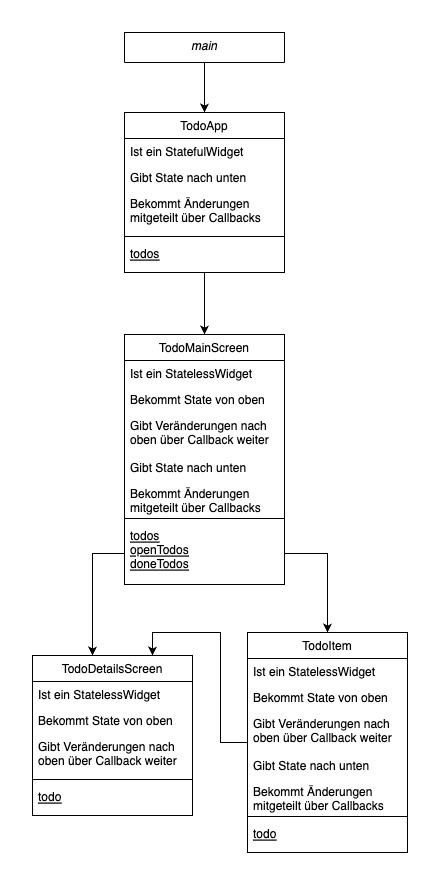 main
TodoApp
Ist ein StatefulWidget
Gibt State nach unten
Bekommt Änderungen
mitgeteilt über Callbacks
todos
TodoMainScreen
Ist ein StatelessWidget
Bekommt State von oben
Gibt Veränderungen nach
oben über Callback weiter
Gibt State nach unten
Bekommt Änderungen
mitgeteilt über Callbacks
todos
openTodos
doneTodos
TodoDetailsScreen
Ist ein StatelessWidget
Bekommt State von oben
Gibt Veränderungen nach
oben über Callback weiter
todo
TodoItem
Ist ein StatelessWidget
Bekommt State von oben
Gibt Veränderungen nach
oben über Callback weiter
Gibt State nach unten
Bekommt Änderungen
mitgeteilt über Callbacks
todo